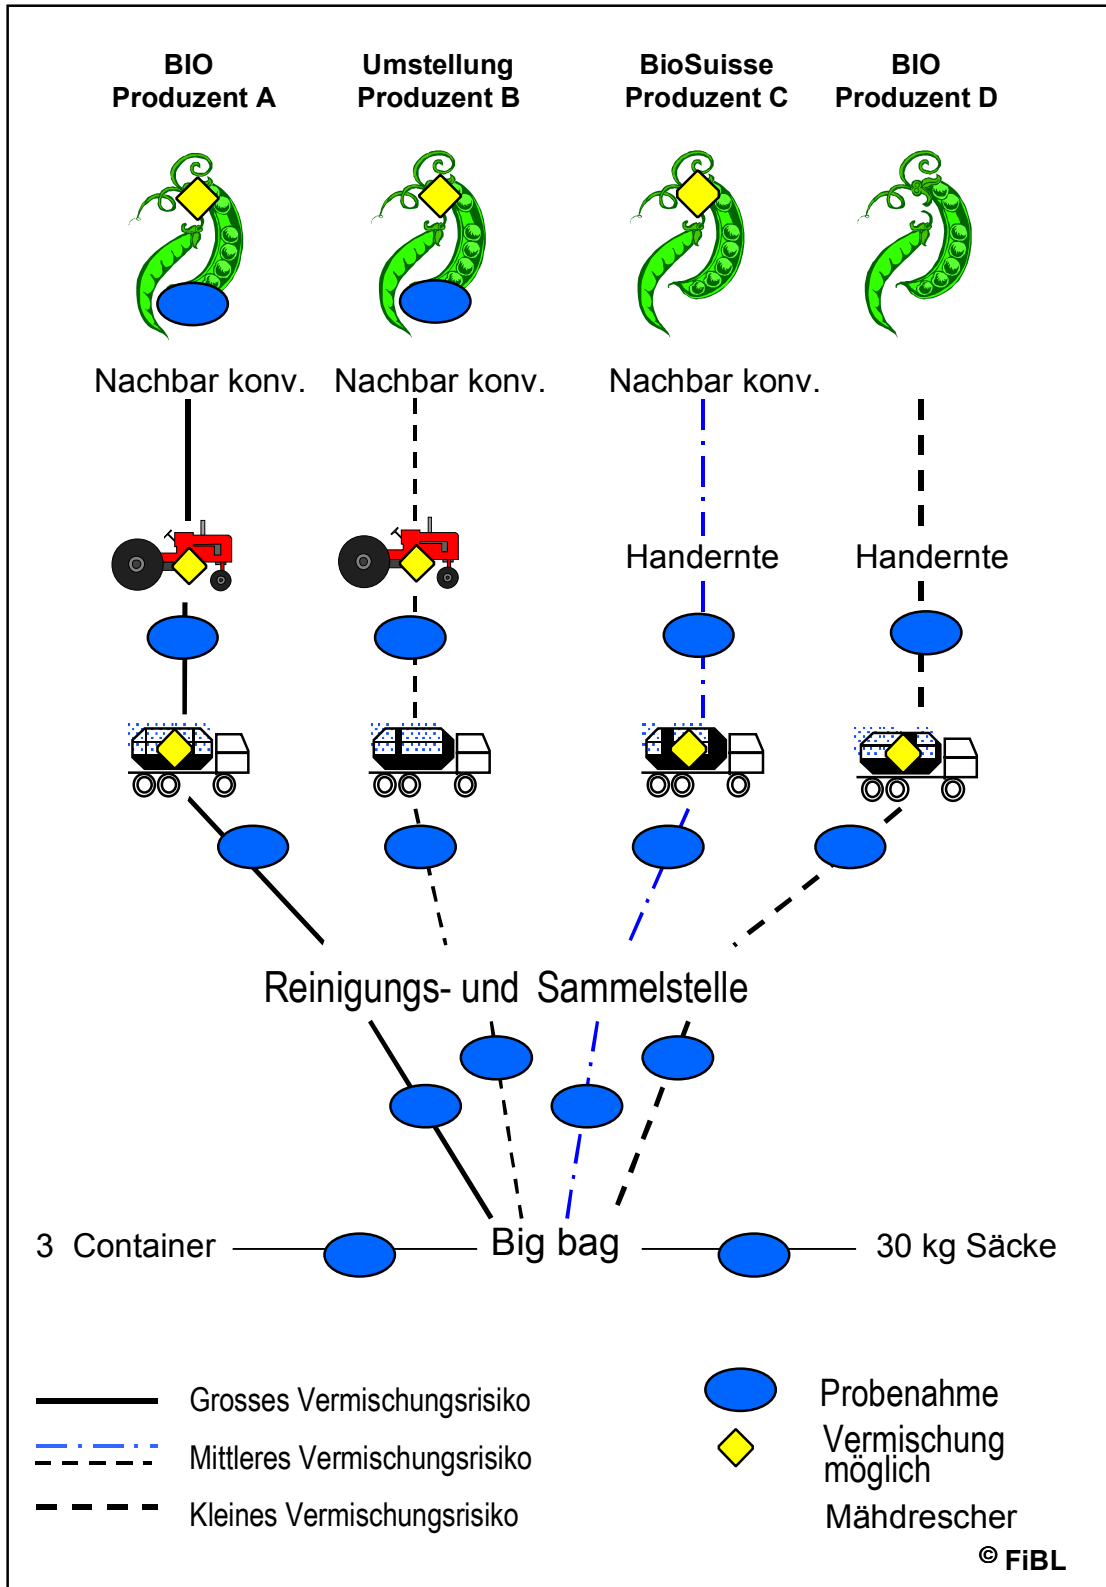 BIO
Produzent A
Umstellung
Produzent B
BioSuisse
Produzent C
BIO
Produzent D
Nachbar konv.
Nachbar konv.
Nachbar konv.
Handernte
Handernte
Reinigungs- und Sammelstelle
3 Container
Big bag
30 kg Säcke
Grosses Vermischungsrisiko
Mittleres Vermischungsrisiko
Kleines Vermischungsrisiko
Probenahme
Vermischung
möglich
Mähdrescher
© FiBL